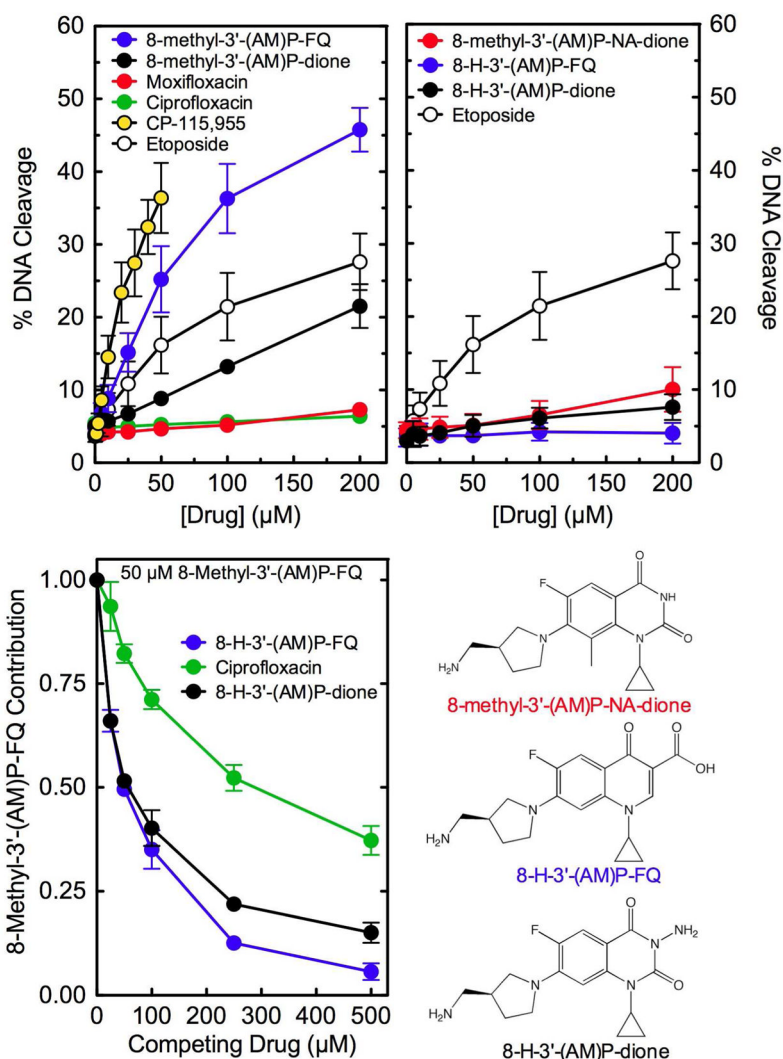 60
50
40
30
20
10
0
% DNA Cleavage
8-methyl-3'-(AM)P-FQ
8-methyl-3'-(AM)P-dione
Moxifloxacin
Ciprofloxacin
CP-115,955
Etoposide
0
50
100
150
200
[Drug] (µM)
8-methyl-3'-(AM)P-NA-dione
8-H-3'-(AM)P-FQ
8-H-3'-(AM)P-dione
Etoposide
60
50
40
30
20
10
0
% DNA Cleavage
0
50
100
150
200
[Drug] (µM)
8-Methyl-3'-(AM)P-FQ Contribution
1.00
0.75
0.50
0.25
0.00
50 µM 8-Methyl-3'-(AM)P-FQ
8-H-3'-(AM)P-FQ
Ciprofloxacin
8-H-3'-(AM)P-dione
0
100
200
300
400
500
Competing Drug (µM)
O
F
NH
N
N
O
H₂N
8-methyl-3'-(AM)P-NA-dione
O
O
F
OH
N
N
H₂N
8-H-3'-(AM)P-FQ
O
F
N
NH₂
N
N
O
H₂N
8-H-3'-(AM)P-dione